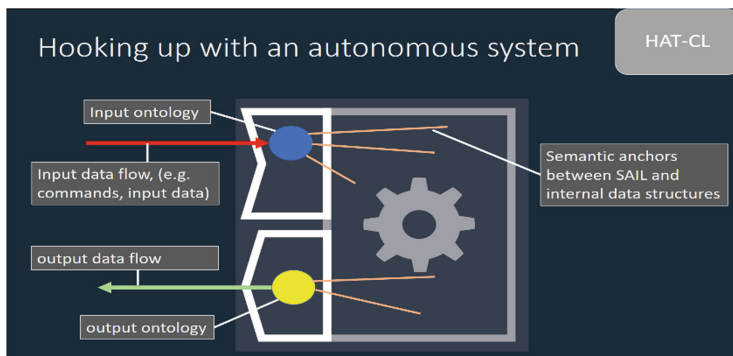 Hooking up with an autonomous system
HAT-CL
Input ontology
Input data flow, (e.g.
commands, input data)
Semantic anchors
between SAIL and
internal data structures
output data flow
output ontology